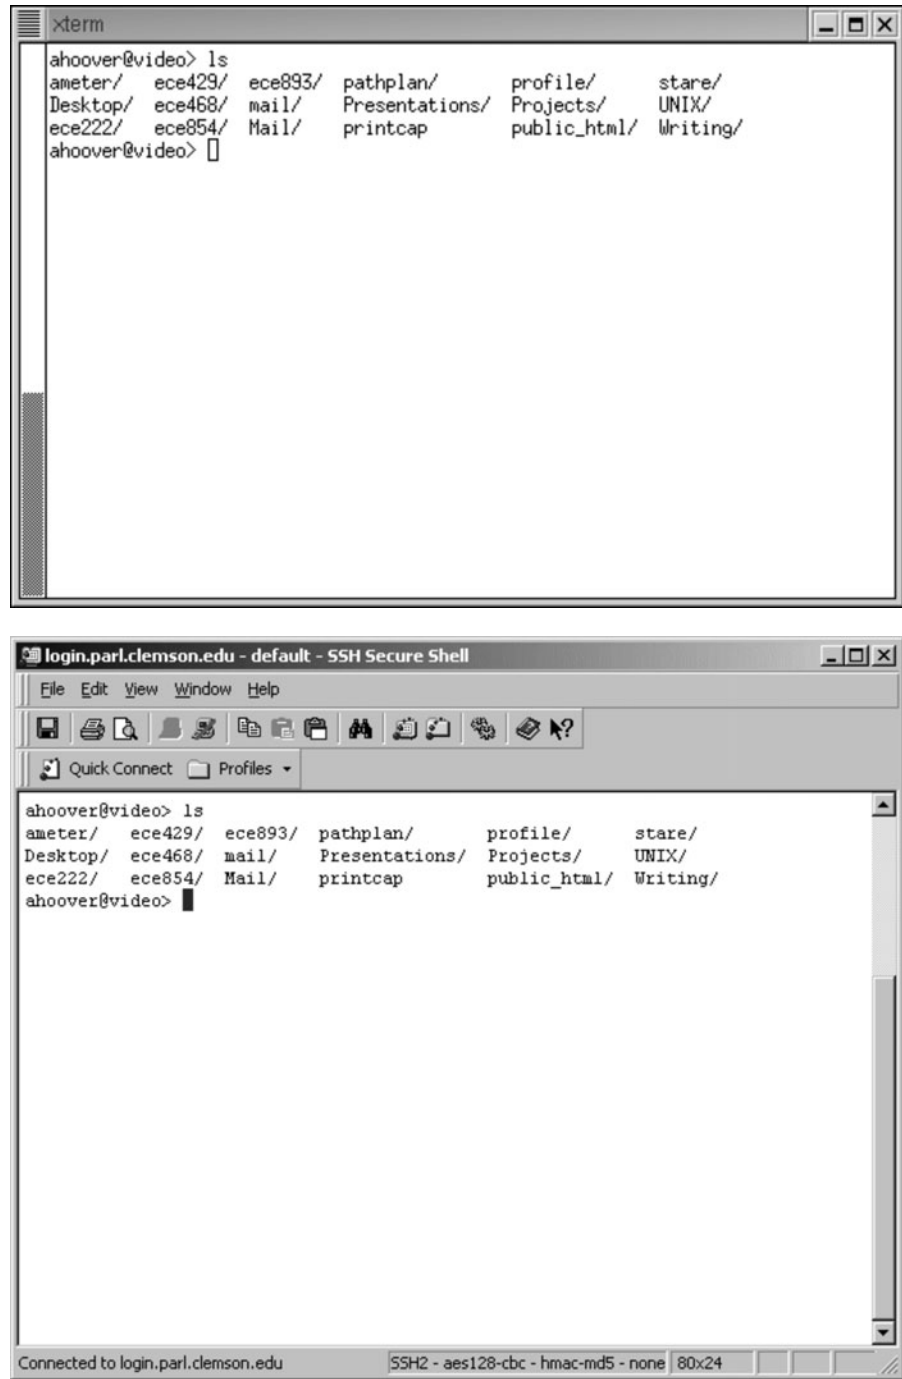 xterm
ahoover@video> ls
ameter/ ece429/ ece893/ pathplan/ profile/ stare/
Desktop/ ece468/ mail/ Presentations/ Projects/ UNIX/
ece222/ ece854/ Mail/ printcap public_html/ Writing/
ahoover@video>
login.parl.clemson.edu - default - SSH Secure Shell
File Edit View Window Help
Quick Connect Profiles
ahoover@video> ls
ameter/ ece429/ ece893/ pathplan/ profile/ stare/
Desktop/ ece468/ mail/ Presentations/ Projects/ UNIX/
ece222/ ece854/ Mail/ printcap public_html/ Writing/
ahoover@video>
Connected to login.parl.clemson.edu SSH2 - aes128-cbc - hmac-md5 - none 80x24